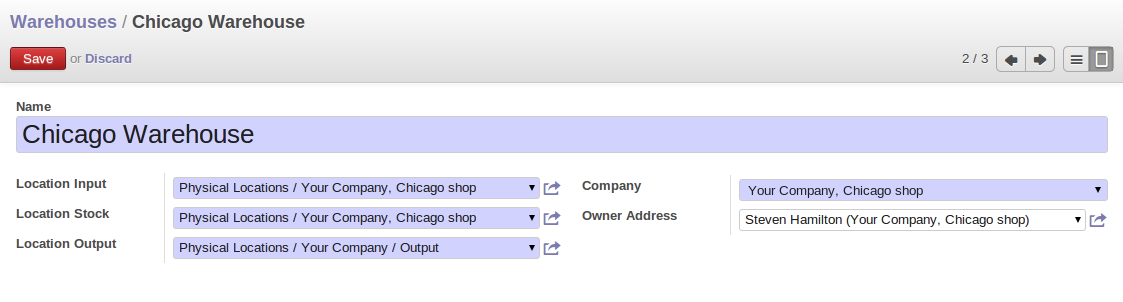 Warehouses / Chicago Warehouse
Save or Discard
2 / 3
Name
Chicago Warehouse
Location Input
Physical Locations / Your Company, Chicago shop
Location Stock
Physical Locations / Your Company, Chicago shop
Location Output
Physical Locations / Your Company / Output
Company
Your Company, Chicago shop
Owner Address
Steven Hamilton (Your Company, Chicago shop)